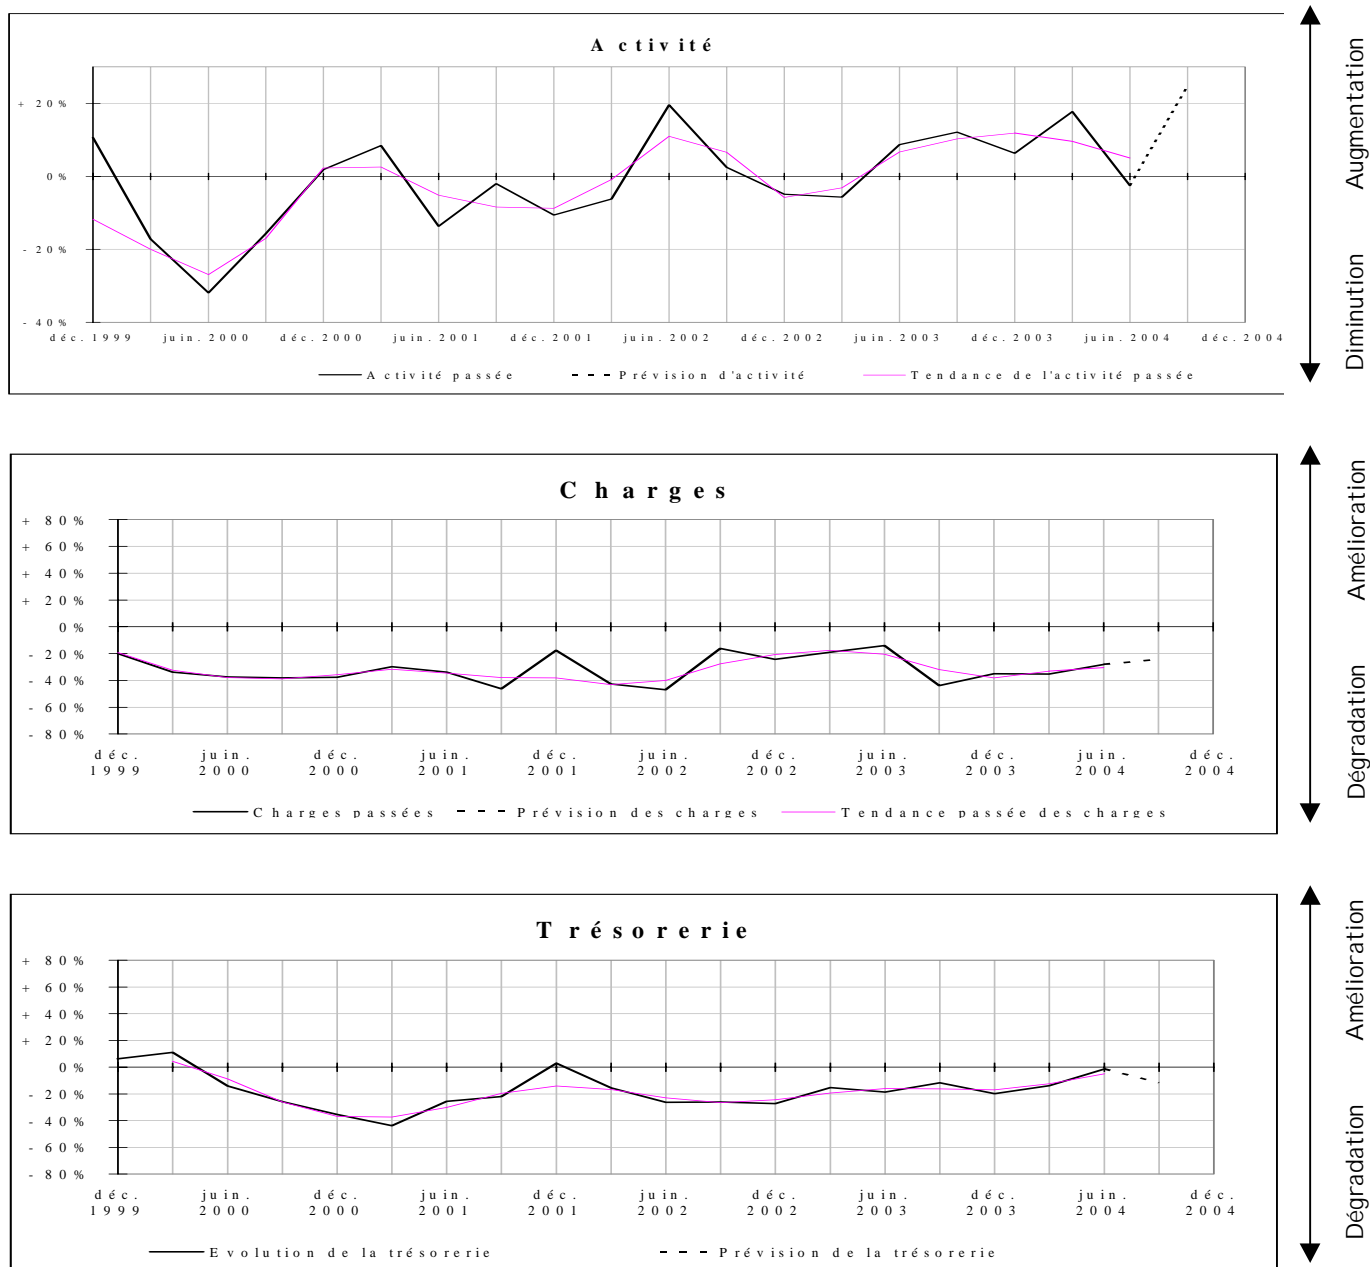 Activité
+ 20%
0%
- 20%
- 40%
déc.1999 juin.2000 déc.2000 juin.2001 déc.2001 juin.2002 déc.2002 juin.2003 déc.2003 juin.2004 déc.2004
Activité passée Prévision d'activité Tendance de l'activité passée
Augmentation
Diminution
Charges
+ 80%
+ 60%
+ 40%
+ 20%
0%
- 20%
- 40%
- 60%
- 80%
déc. juin. déc. juin. déc. juin. déc. juin. déc. juin. déc.
1999 2000 2000 2001 2001 2002 2002 2003 2003 2004 2004
Charges passées Prévision des charges Tendance passée des charges
Amélioration
Dégradation
Trésorerie
+ 80%
+ 60%
+ 40%
+ 20%
0%
- 20%
- 40%
- 60%
- 80%
déc. juin. déc. juin. déc. juin. déc. juin. déc. juin. déc.
1999 2000 2000 2001 2001 2002 2002 2003 2003 2004 2004
Evolution de la trésorerie Prévision de la trésorerie
Amélioration
Dégradation